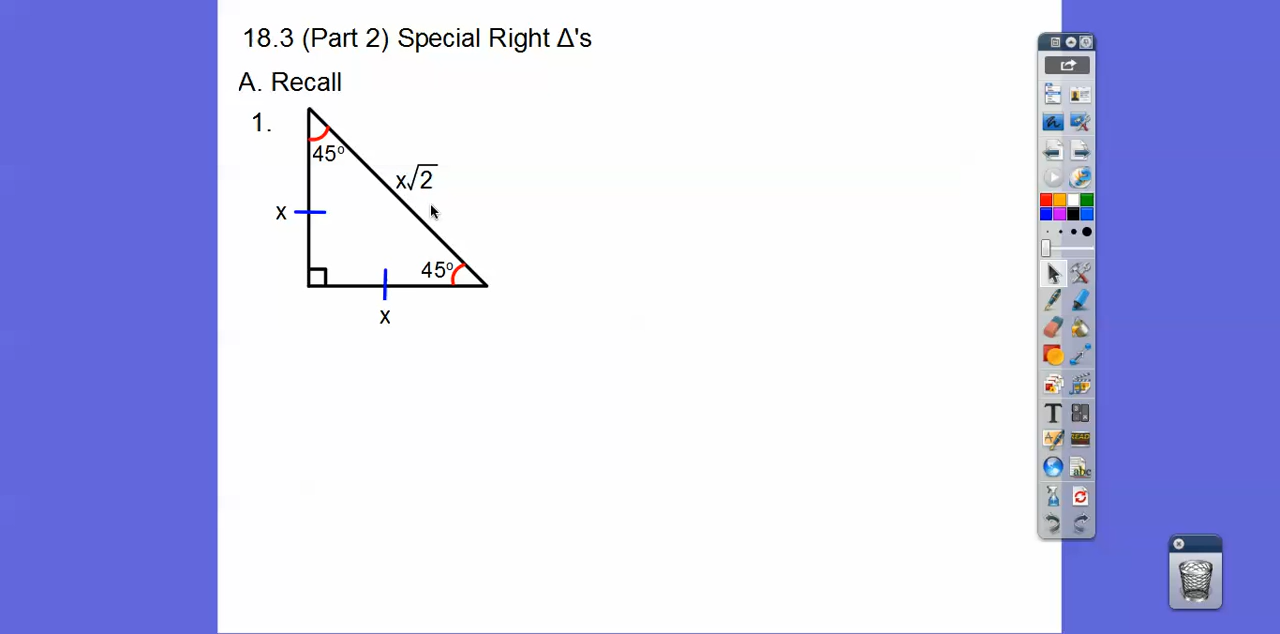 18.3 (Part 2) Special Right Δ's
A. Recall
1.
45°
x√2
x
45°
x